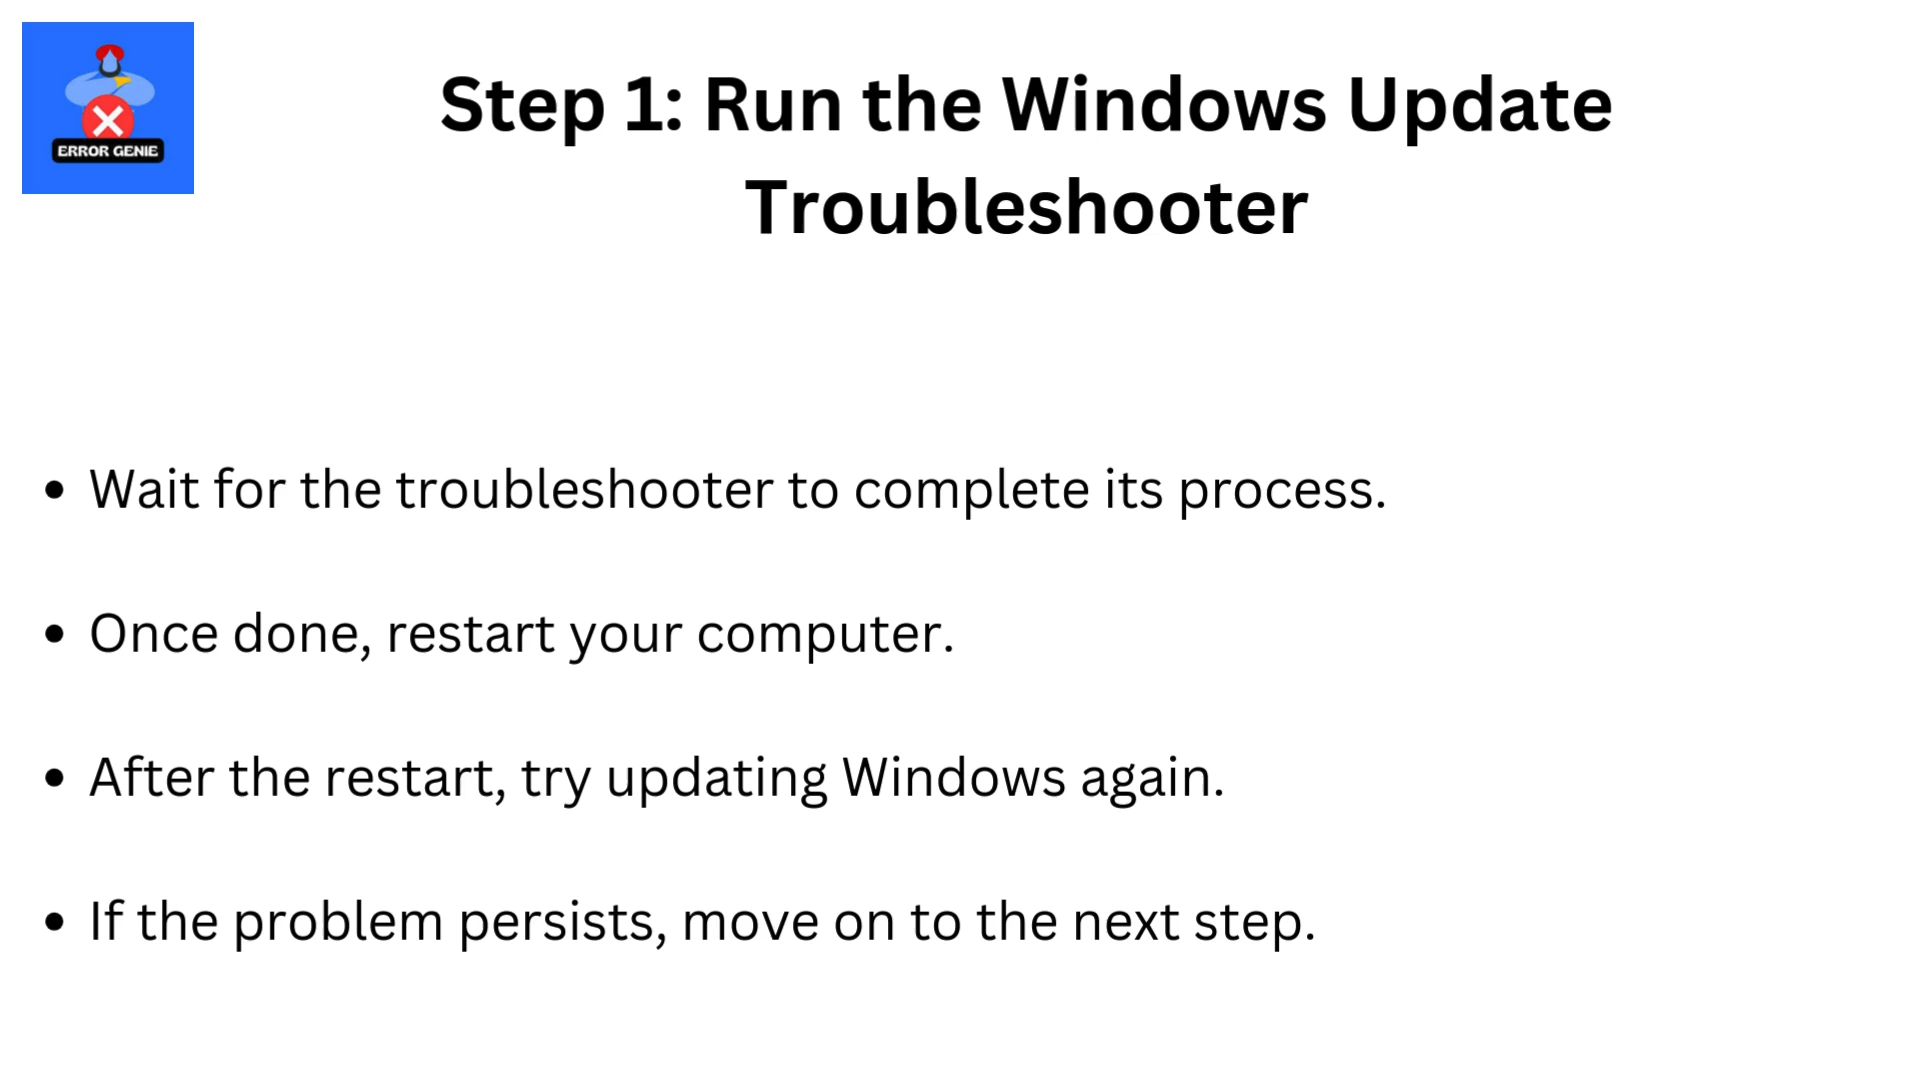 ERROR GENIE
Step 1: Run the Windows Update
Troubleshooter
• Wait for the troubleshooter to complete its process.
• Once done, restart your computer.
• After the restart, try updating Windows again.
• If the problem persists, move on to the next step.